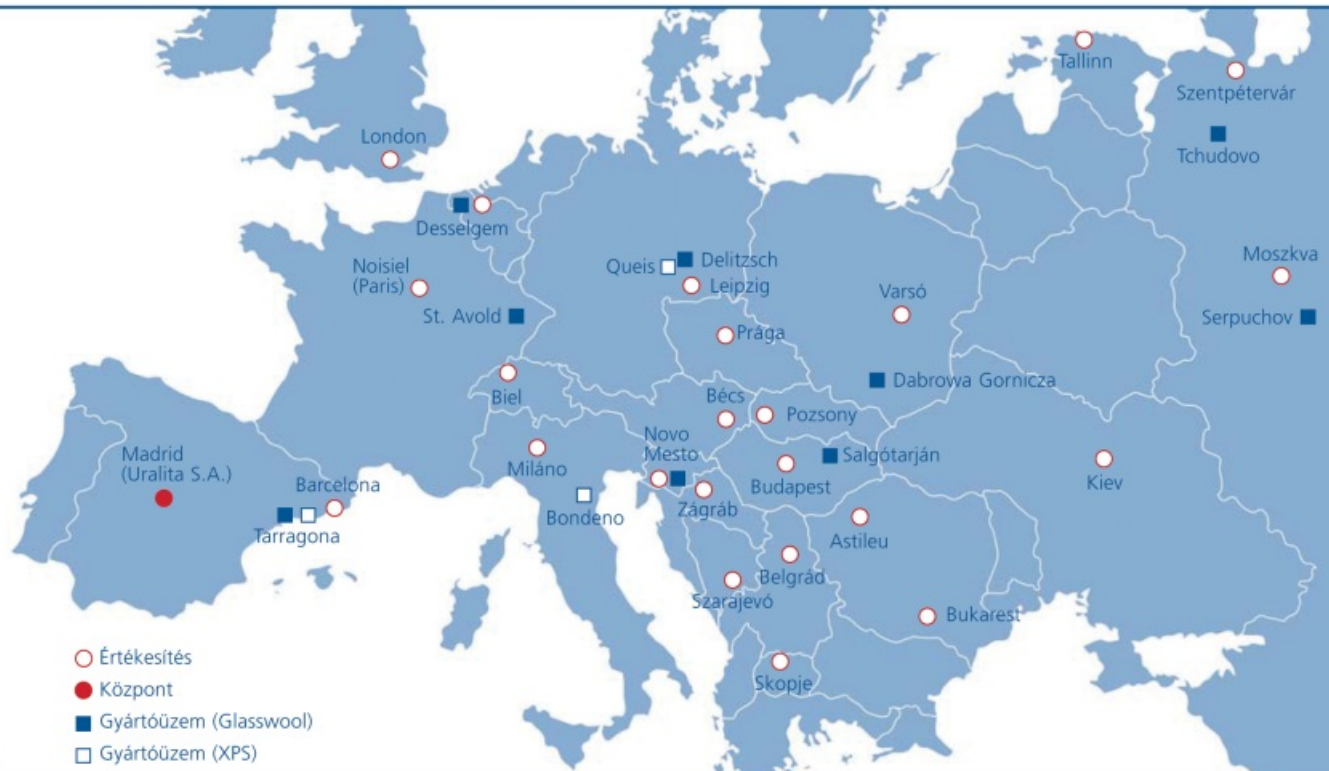 Tallinn
Szentpétervár
Tchudovo
London
Desselgem
Moszkva
Noisiel
(Paris)
Queis
Delitzsch
Leipzig
Varsó
St. Avold
Serpuchov
Prága
Dabrowa Gornicza
Biel
Bécs
Pozsony
Novo
Mesto
Madrid
(Uralita S.A.)
Miláno
Salgótarján
Barcelona
Budapest
Kiev
Zágráb
Bondeno
Tarragona
Astileu
Belgrád
Szarajevó
Bukarest
Skopje
Értékesítés
Központ
Gyártóüzem (Glasswool)
Gyártóüzem (XPS)